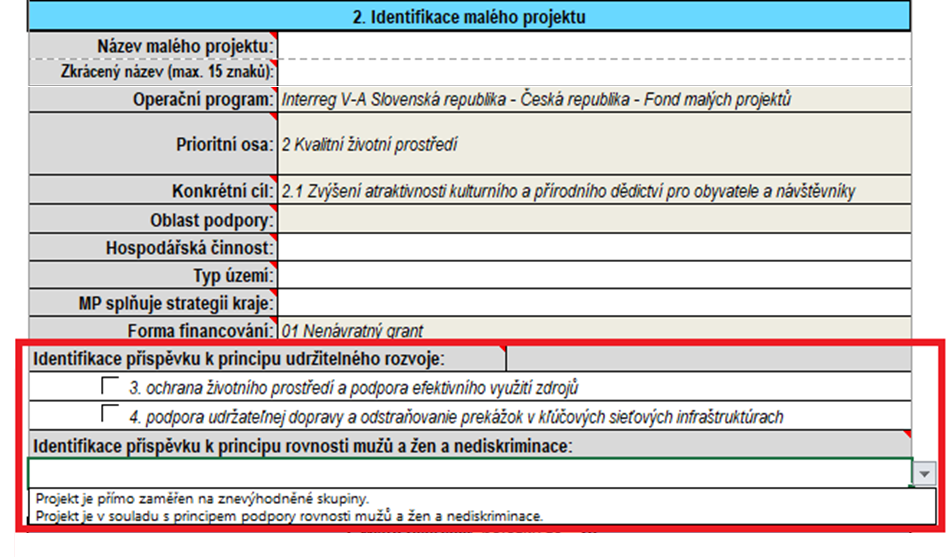 2. Identifikace malého projektu
Název malého projektu:
Zkrácený název (max. 15 znaků):
Operační program: Interreg V-A Slovenská republika - Česká republika - Fond malých projektů
Prioritní osa: 2 Kvalitní životní prostředí
Konkrétní cíl: 2.1 Zvýšení atraktivnosti kulturního a přírodního dědictví pro obyvatele a návštěvníky
Oblast podpory:
Hospodářská činnost:
Typ území:
MP splňuje strategii kraje:
Forma financování: 01 Nenávratný grant
Identifikace příspěvku k principu udržitelného rozvoje:
3. ochrana životního prostředí a podpora efektivního využití zdrojů
4. podpora udržateľnej dopravy a odstraňovanie prekážok v kľúčových sieťových infraštruktúrach
Identifikace příspěvku k principu rovnosti mužů a žen a nediskriminace:
Projekt je přímo zaměřen na znevýhodněné skupiny.
Projekt je v souladu s principem podpory rovnosti mužů a žen a nediskriminace.